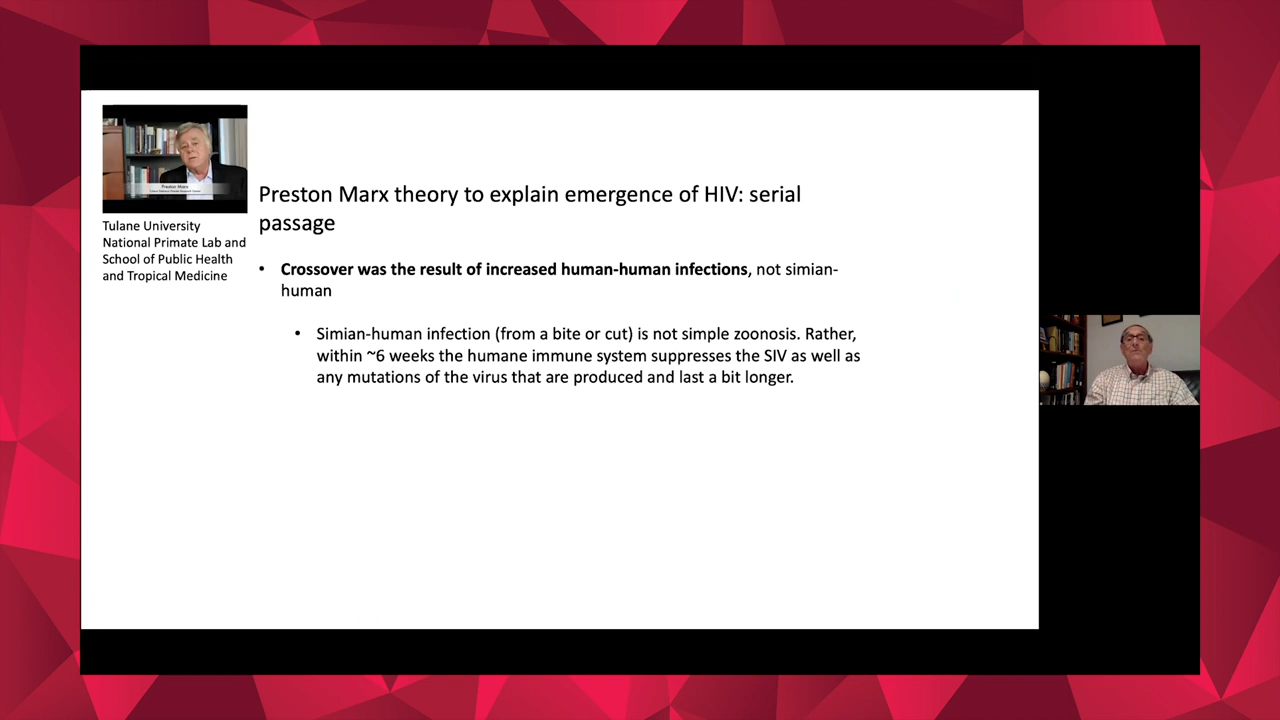 Preston Marx
Tulane University
National Primate Lab and
School of Public Health
and Tropical Medicine
Preston Marx theory to explain emergence of HIV: serial
passage
• Crossover was the result of increased human-human infections, not simian-
human
• Simian-human infection (from a bite or cut) is not simple zoonosis. Rather,
within ~6 weeks the humane immune system suppresses the SIV as well as
any mutations of the virus that are produced and last a bit longer.